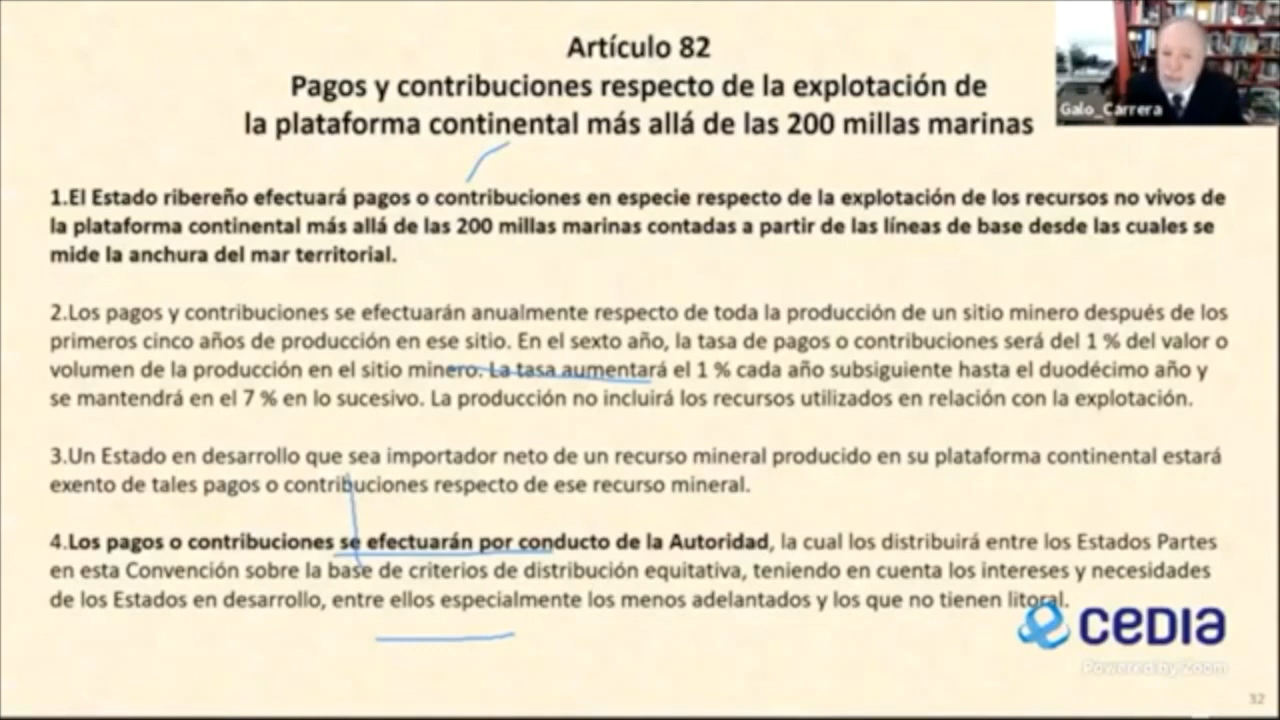 Artículo 82
Pagos y contribuciones respecto de la explotación de
la plataforma continental más allá de las 200 millas marinas
Galo_Carrera
1.El Estado ribereño efectuará pagos o contribuciones en especie respecto de la explotación de los recursos no vivos de
la plataforma continental más allá de las 200 millas marinas contadas a partir de las líneas de base desde las cuales se
mide la anchura del mar territorial.
2.Los pagos y contribuciones se efectuarán anualmente respecto de toda la producción de un sitio minero después de los
primeros cinco años de producción en ese sitio. En el sexto año, la tasa de pagos o contribuciones será del 1 % del valor o
volumen de la producción en el sitio minero. La tasa aumentará el 1 % cada año subsiguiente hasta el duodécimo año y
se mantendrá en el 7 % en lo sucesivo. La producción no incluirá los recursos utilizados en relación con la explotación.
3.Un Estado en desarrollo que sea importador neto de un recurso mineral producido en su plataforma continental estará
exento de tales pagos o contribuciones respecto de ese recurso mineral.
4.Los pagos o contribuciones se efectuarán por conducto de la Autoridad, la cual los distribuirá entre los Estados Partes
en esta Convención sobre la base de criterios de distribución equitativa, teniendo en cuenta los intereses y necesidades
de los Estados en desarrollo, entre ellos especialmente los menos adelantados y los que no tienen litoral.
CEDIA
Powered by Zoom
32